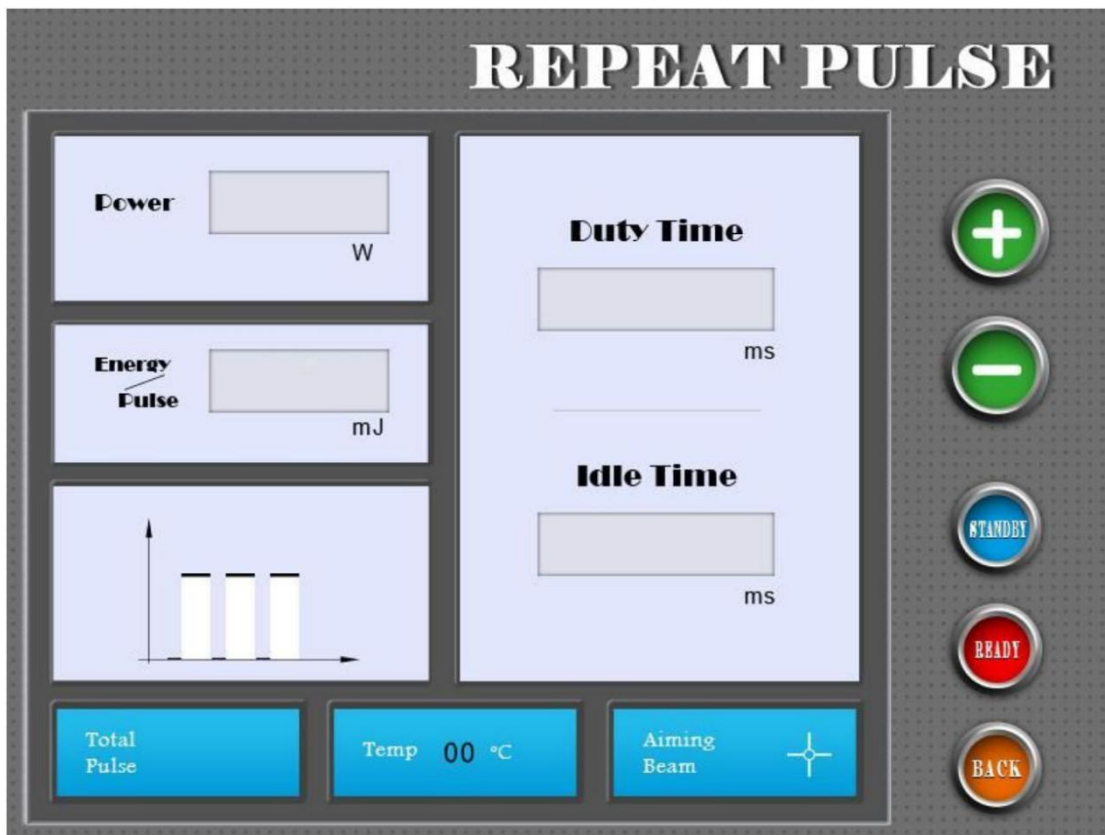 REPEAT PULSE
Power
W
Energy
Pulse
mJ
Duty Time
ms
Idle Time
ms
STANDBY
READY
BACK
Total
Pulse
Temp 00 °C
Aiming
Beam